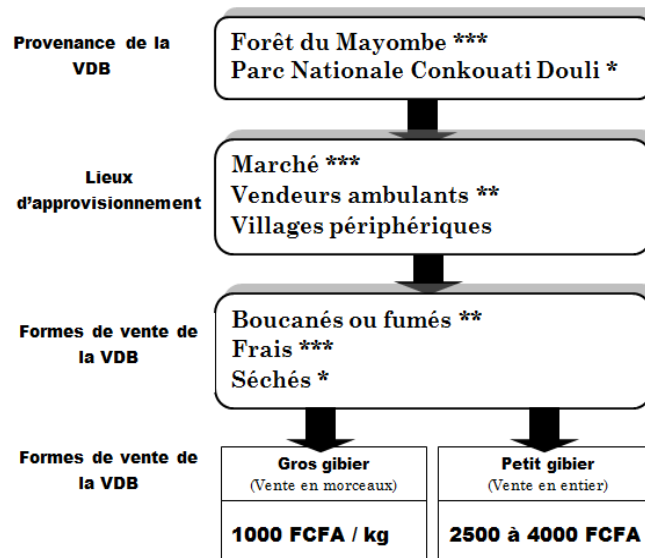 Provenance de la
VDB
Forêt du Mayombe ***
Parc Nationale Conkouati Douli *
Lieux
d'approvisionnement
Marché ***
Vendeurs ambulants **
Villages périphériques
Formes de vente de
la VDB
Boucanés ou fumés **
Frais ***
Séchés *
Formes de vente de
la VDB
Gros gibier
(Vente en morceaux)
1000 FCFA / kg
Petit gibier
(Vente en entier)
2500 à 4000 FCFA